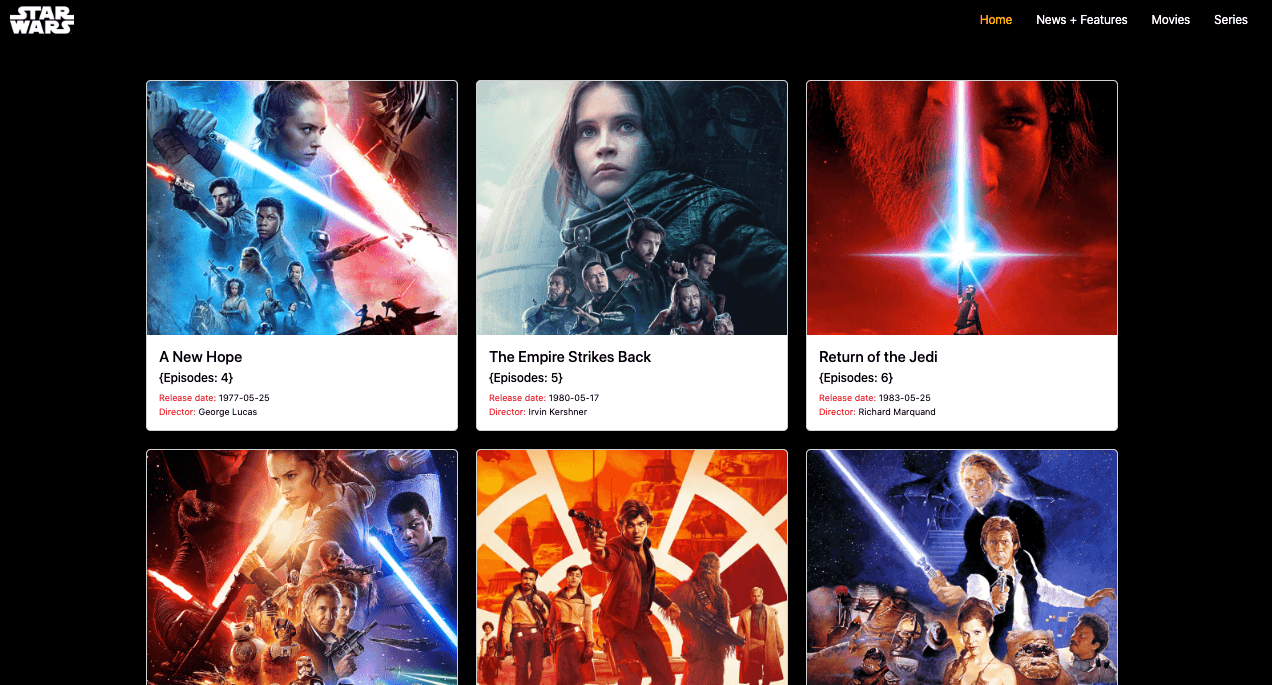 STAR
WARS
Home News + Features Movies Series
A New Hope
{Episodes: 4}
Release date: 1977-05-25
Director: George Lucas
The Empire Strikes Back
{Episodes: 5}
Release date: 1980-05-17
Director: Irvin Kershner
Return of the Jedi
{Episodes: 6}
Release date: 1983-05-25
Director: Richard Marquand